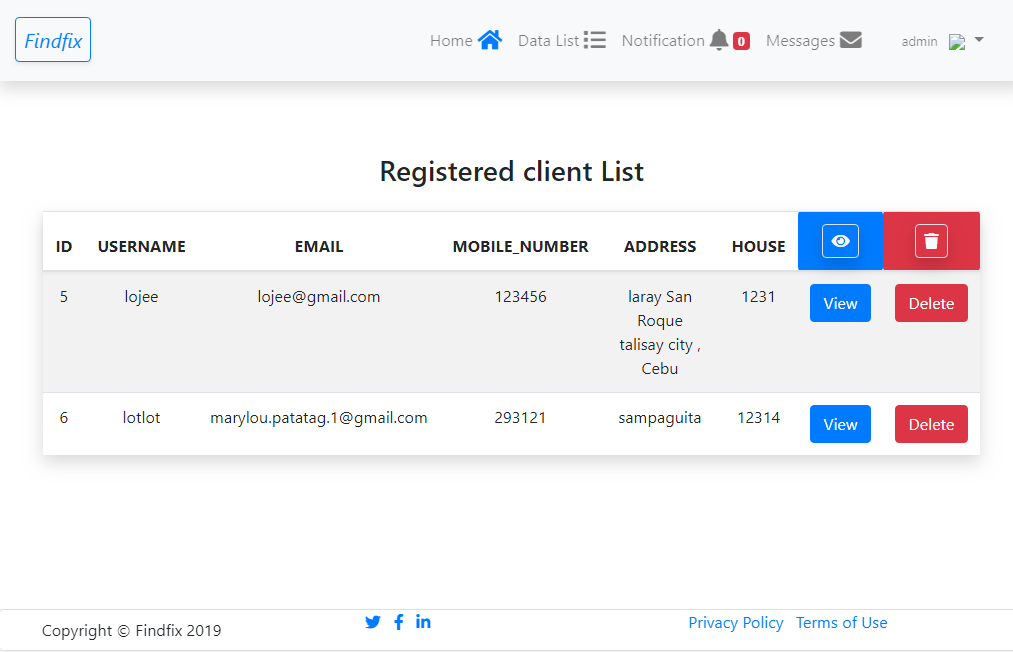 Findfix
Home Data List Notification 0 Messages admin
Registered client List
ID USERNAME EMAIL MOBILE_NUMBER ADDRESS HOUSE
5 lojee lojee@gmail.com 123456 laray San 1231 View Delete
Roque
talisay city ,
Cebu
6 lotlot marylou.patatag.1@gmail.com 293121 sampaguita 12314 View Delete
Copyright © Findfix 2019 Privacy Policy Terms of Use